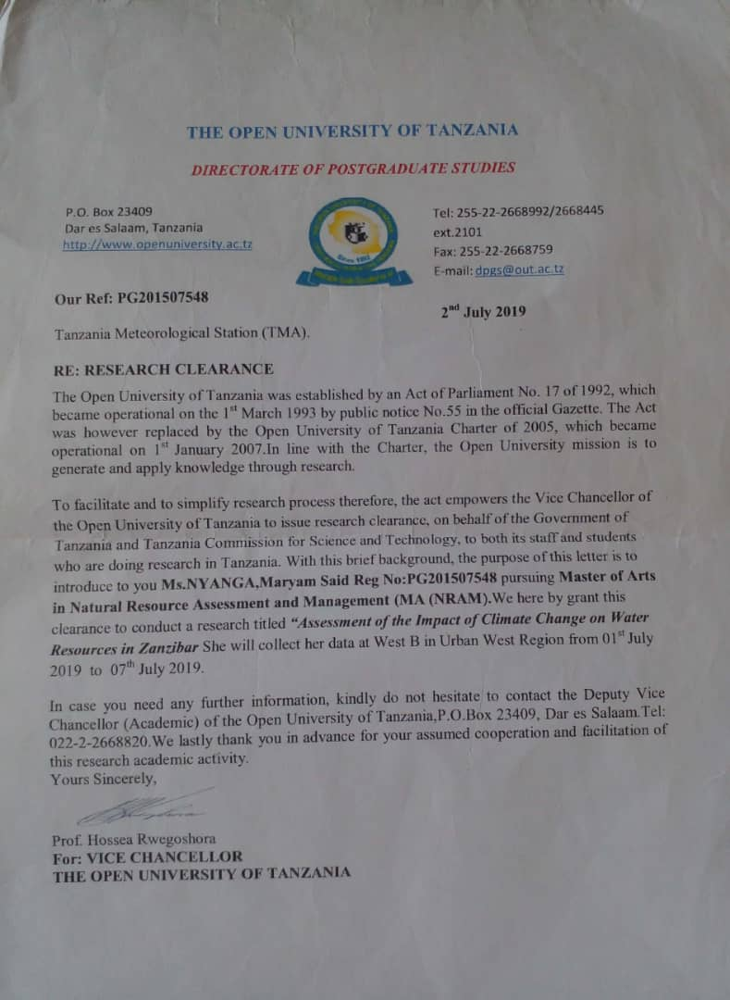 THE OPEN UNIVERSITY OF TANZANIA
DIRECTORATE OF POSTGRADUATE STUDIES
P.O. Box 23409
Dar es Salaam, Tanzania
http://www.openuniversity.ac.tz
Since 1992
Tel: 255-22-2668992/2668445
ext.2101
Fax: 255-22-2668759
E-mail: dpgs@out.ac.tz
Our Ref: PG201507548
2nd July 2019
Tanzania Meteorological Station (TMA).
RE: RESEARCH CLEARANCE
The Open University of Tanzania was established by an Act of Parliament No. 17 of 1992, which
became operational on the 1st March 1993 by public notice No.55 in the official Gazette. The Act
was however replaced by the Open University of Tanzania Charter of 2005, which became
operational on 1st January 2007.In line with the Charter, the Open University mission is to
generate and apply knowledge through research.
To facilitate and to simplify research process therefore, the act empowers the Vice Chancellor of
the Open University of Tanzania to issue research clearance, on behalf of the Government of
Tanzania and Tanzania Commission for Science and Technology, to both its staff and students
who are doing research in Tanzania. With this brief background, the purpose of this letter is to
introduce to you Ms.NYANGA,Maryam Said Reg No:PG201507548 pursuing Master of Arts
in Natural Resource Assessment and Management (MA (NRAM).We here by grant this
clearance to conduct a research titled “Assessment of the Impact of Climate Change on Water
Resources in Zanzibar She will collect her data at West B in Urban West Region from 01st July
2019 to 07th July 2019.
In case you need any further information, kindly do not hesitate to contact the Deputy Vice
Chancellor (Academic) of the Open University of Tanzania,P.O.Box 23409, Dar es Salaam.Tel:
022-2-2668820.We lastly thank you in advance for your assumed cooperation and facilitation of
this research academic activity.
Yours Sincerely,
Prof. Hossea Rwegoshora
For: VICE CHANCELLOR
THE OPEN UNIVERSITY OF TANZANIA